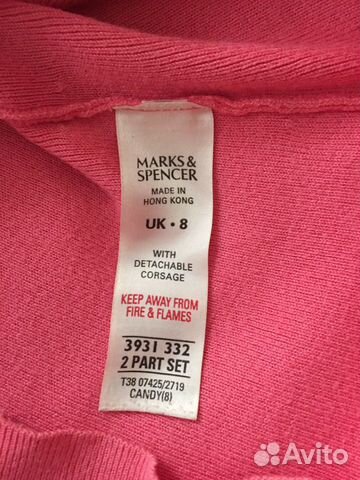 MARKS &
SPENCER
MADE IN
HONG KONG
UK • 8
WITH
DETACHABLE
CORSAGE
KEEP AWAY FROM
FIRE & FLAMES
3931 332
2 PART SET
T38 07425/2719
CANDY(8)
Avito